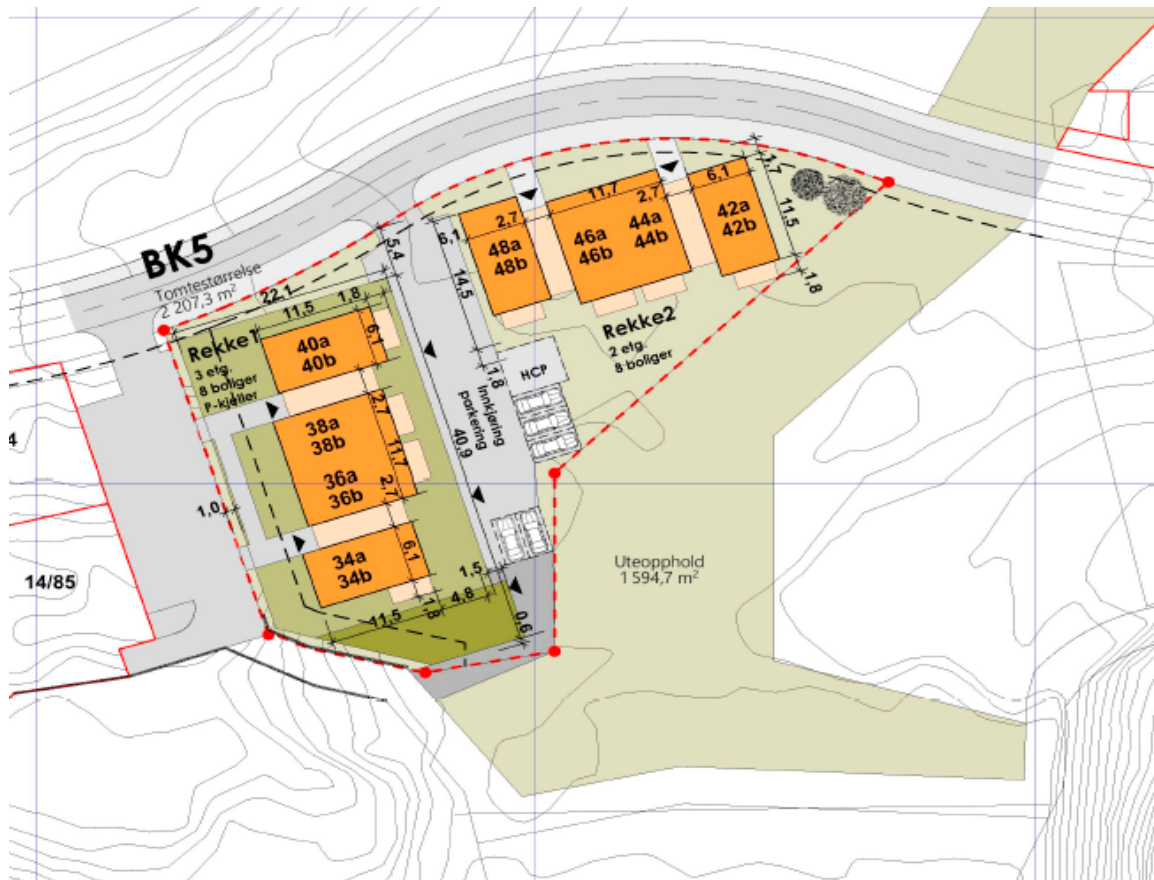 BK5
Tomtestørrelse
2 207,3 m²
22,1
11,5
1,8
5,4
6,1
Rekke1
3 etg.
8 boliger
P-kjeller
40a
40b
2,7
38a
38b
11,7
36a
36b
2,7
1,0
34a
34b
6,1
1,8
11,5
4,8
1,5
0,6
Innkjøring
parkering
40,9
14,5
1,8
HCP
6,1
2,7
48a
48b
11,7
46a
46b
2,7
44a
44b
6,1
42a
42b
1,7
11,5
1,8
Rekke2
2 etg.
8 boliger
Uteopphold
1 594,7 m²
4
14/85